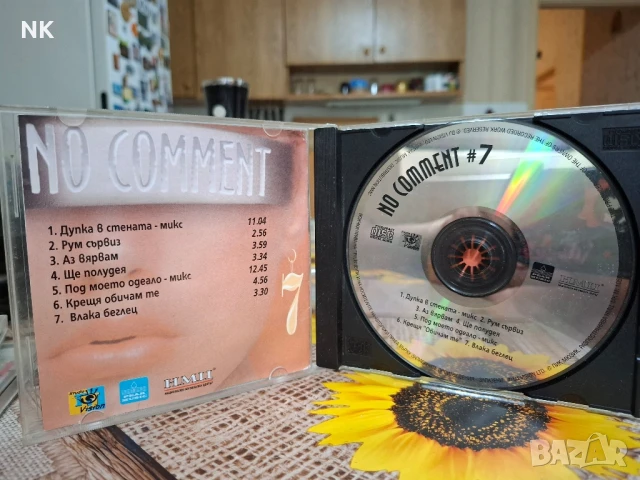 NK
NO COMMENT
1. Дупка в стената - микс 11.04
2. Рум сървиз 2.56
3. Аз вярвам 3.59
4. Ще полудея 3.34
5. Под моето одеало - микс 12.45
6. Крещя обичам те 4.56
7. Влака беглец 3.30
7
NO COMMENT #7
1. Дупка в стената - микс 2. Рум сървиз
3. Аз вярвам 4. Ще полудея
5. Под моето одеало - микс
6. Крещя "Обичам те" 7. Влака беглец
BAZAR